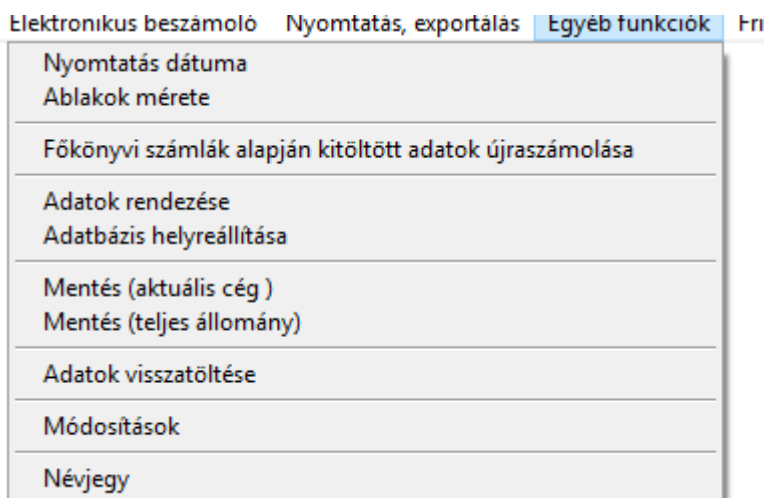 Elektronikus beszámoló Nyomtatás, exportálás Egyéb funkciók Fri
Nyomtatás dátuma
Ablakok mérete
Főkönyvi számlák alapján kitöltött adatok újraszámolása
Adatok rendezése
Adatbázis helyreállítása
Mentés (aktuális cég )
Mentés (teljes állomány)
Adatok visszatöltése
Módosítások
Névjegy